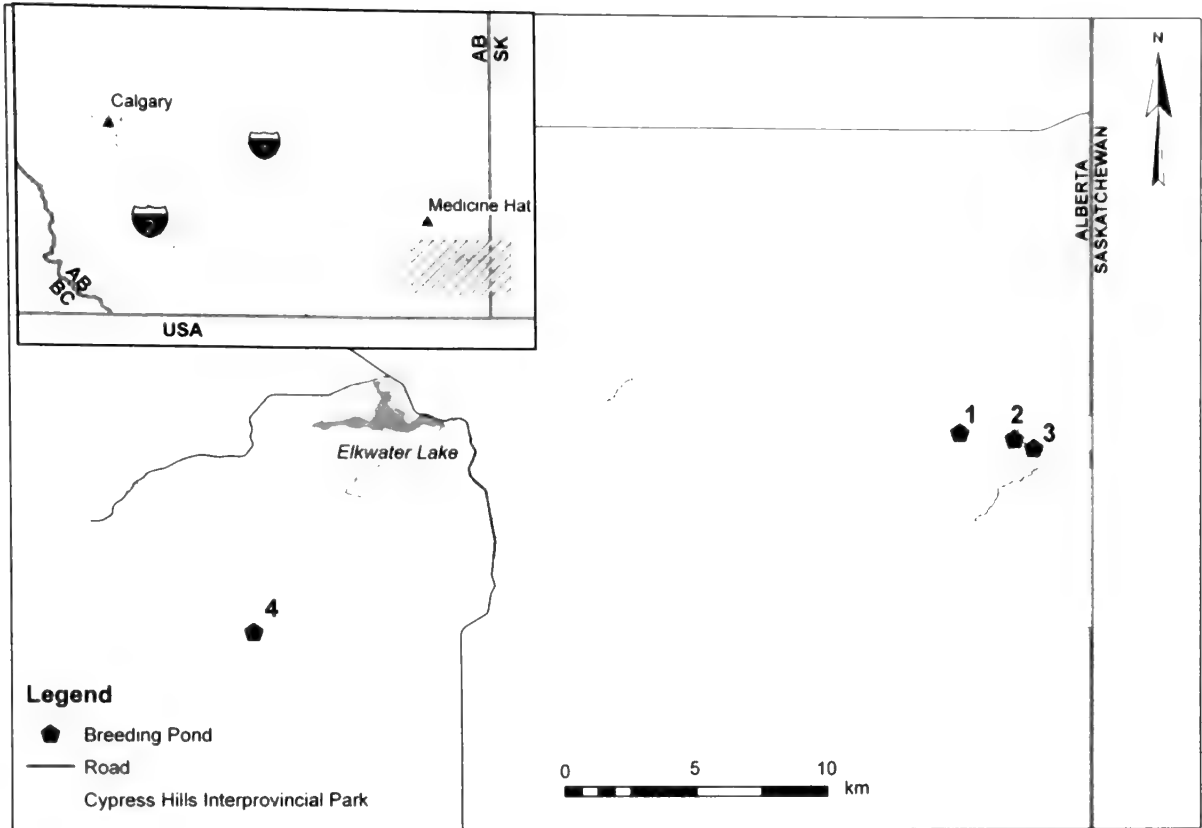 AB
SK
Calgary
2
Medicine Hat
AB
BC
USA
N
ALBERTA
SASKATCHEWAN
Elkwater Lake
1
2
3
4
Legend
Breeding Pond
Road
Cypress Hills Interprovincial Park
0 5 10
km